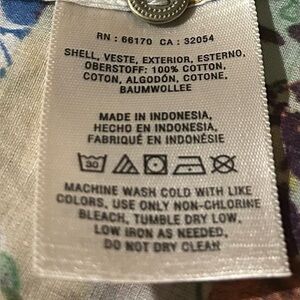 RN : 66170 CA : 32054
SHELL, VESTE, EXTERIOR, ESTERNO,
OBERSTOFF: 100% COTTON,
COTON, ALGODÓN, COTONE,
BAUMWOLLEE
MADE IN INDONESIA,
HECHO EN INDONESIA,
FABRIQUÉ EN INDONÉSIE
30
MACHINE WASH COLD WITH LIKE
COLORS, USE ONLY NON-CHLORINE
BLEACH, TUMBLE DRY LOW,
LOW IRON AS NEEDED,
DO NOT DRY CLEAN